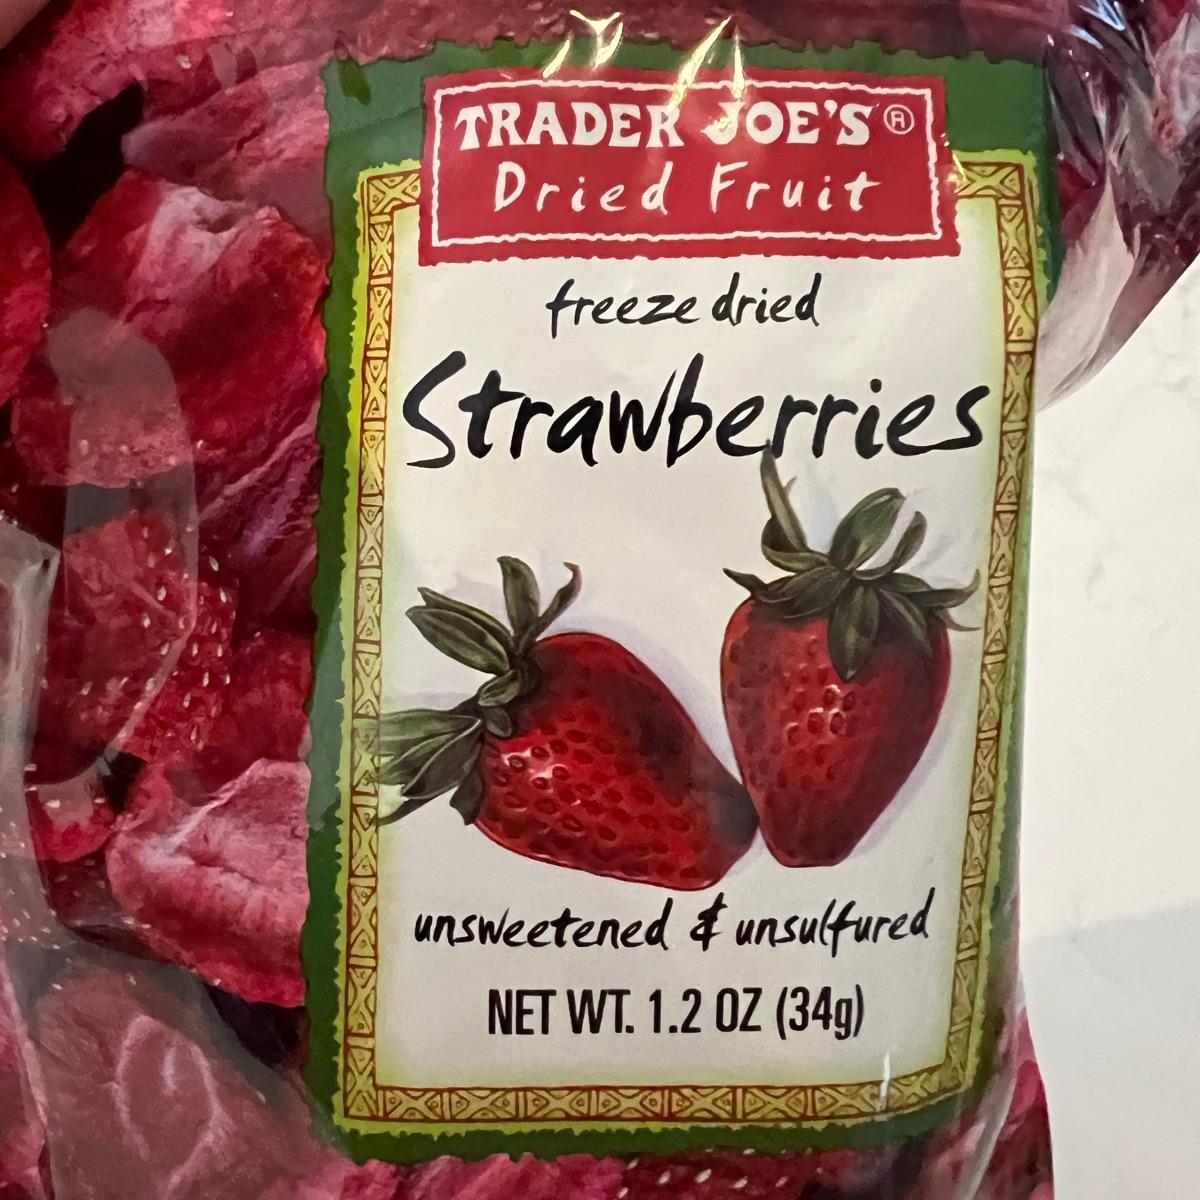 TRADER JOE'S®
Dried Fruit
freeze dried
Strawberries
unsweetened & unsulfured
NET WT. 1.2 OZ (34g)